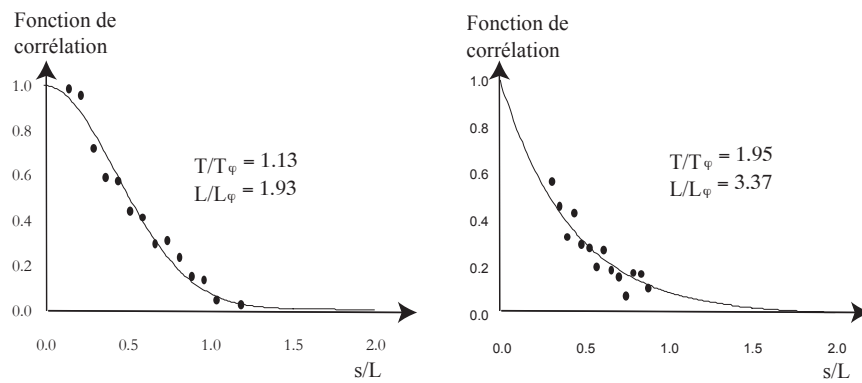 Fonction de
corrélation
1.0
0.8
0.6
0.4
0.2
0.0
T/Tφ = 1.13
L/Lφ = 1.93
0.0 0.5 1.0 1.5 2.0
s/L
Fonction de
corrélation
1.0
0.8
0.6
0.4
0.2
0.0
T/Tφ = 1.95
L/Lφ = 3.37
0.0 0.5 1.0 1.5 2.0
s/L